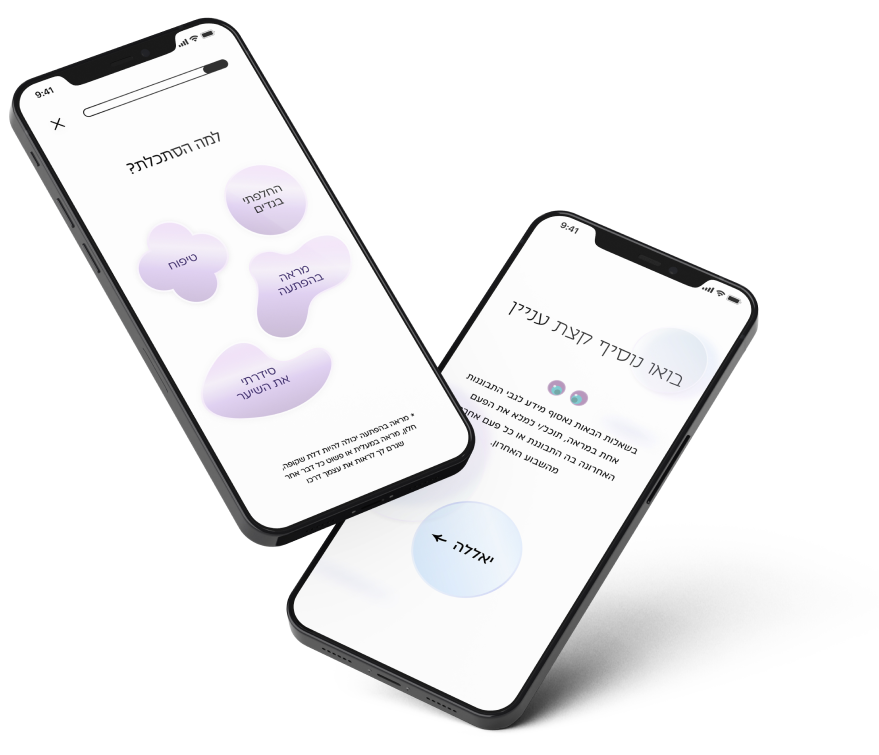 9:41
למה הסתכלת?
החלפתי
בגדים
טיפוח
מראה
בהפתעה
סידרתי
את השיער
* מראה בהפתעה יכולה להיות דלת שקופה,
חלון, מראה במעלית או פשוט כל דבר אחר
שגרם לך לראות את עצמך דרכו
9:41
בואו נוסיף קצת עניין
בשאלות הבאות נאסוף מידע לגבי התבוננות
אחת במראה, תוכל/י למלא את הפעם
האחרונה בה התבוננת או כל פעם אחרת
מהשבוע האחרון.
יאללה